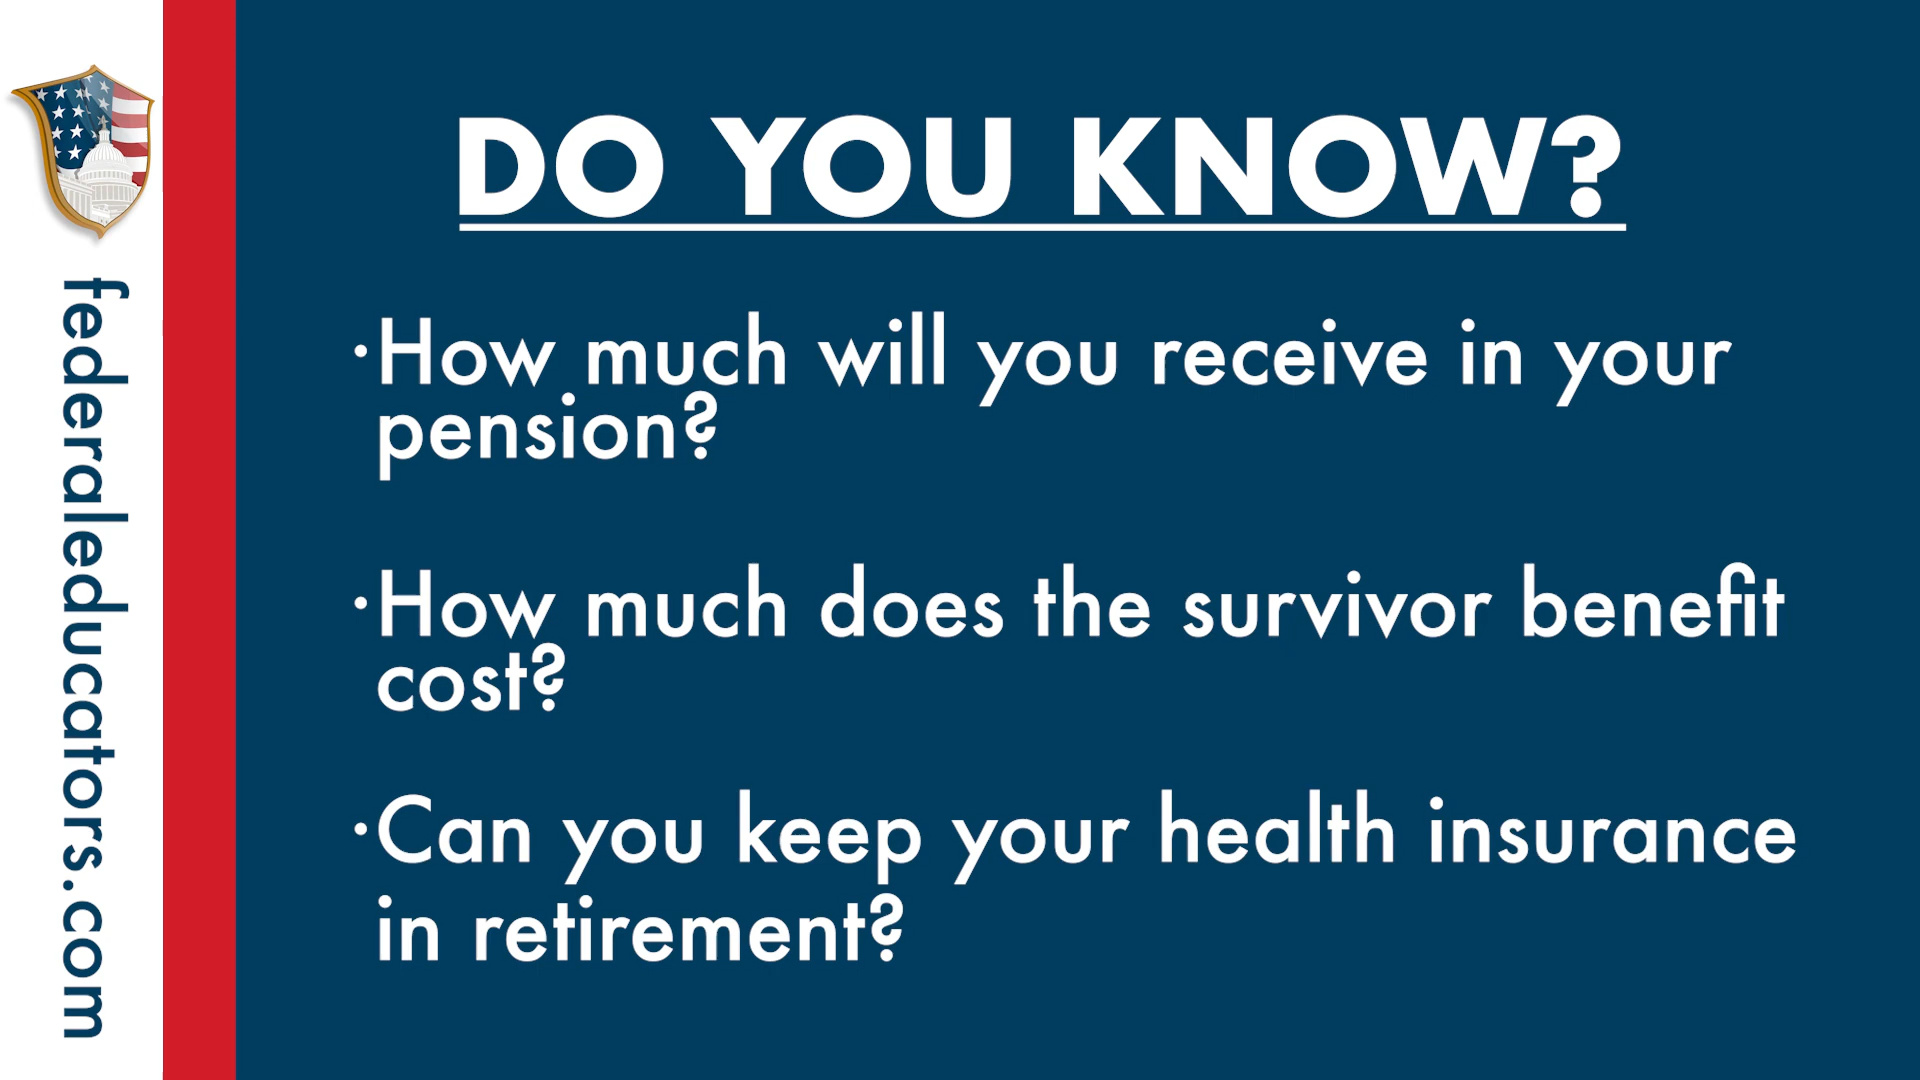 federaleducators.com
DO YOU KNOW?
·How much will you receive in your
pension?
·How much does the survivor benefit
cost?
·Can you keep your health insurance
in retirement?